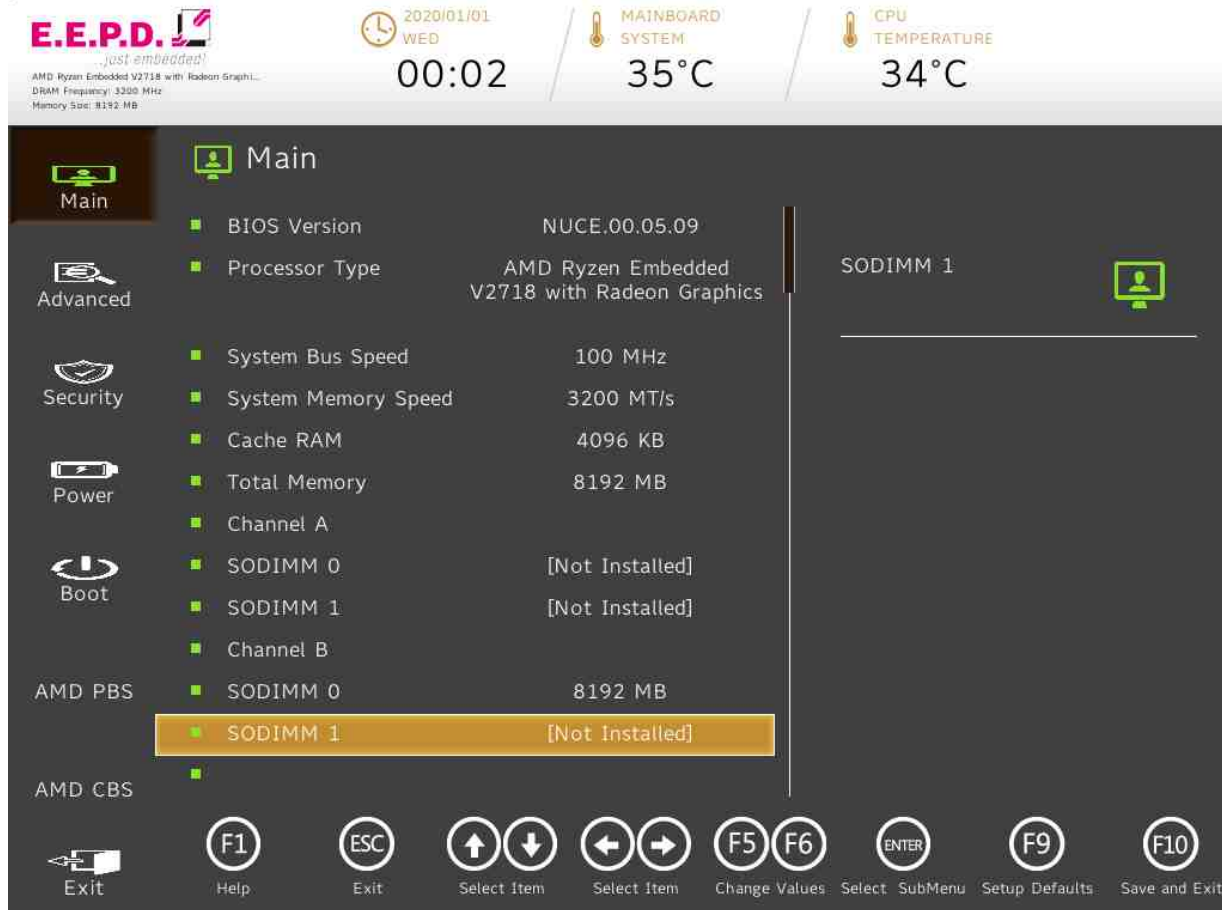 E.E.P.D.
...just embedded!
AMD Ryzen Embedded V2718 with Radeon Graphi...
DRAM Frequency: 3200 MHz
Memory Size: 8192 MB
2020/01/01
WED
00:02
MAINBOARD
SYSTEM
35°C
CPU
TEMPERATURE
34°C
Main
Advanced
Security
Power
Boot
AMD PBS
AMD CBS
Exit
Main
BIOS Version NUCE.00.05.09
Processor Type AMD Ryzen Embedded
V2718 with Radeon Graphics
System Bus Speed 100 MHz
System Memory Speed 3200 MT/s
Cache RAM 4096 KB
Total Memory 8192 MB
Channel A
SODIMM 0 [Not Installed]
SODIMM 1 [Not Installed]
Channel B
SODIMM 0 8192 MB
SODIMM 1 [Not Installed]
SODIMM 1
F1 Help
ESC Exit
Select Item
Select Item
F5 F6 Change Values
ENTER Select SubMenu
F9 Setup Defaults
F10 Save and Exit